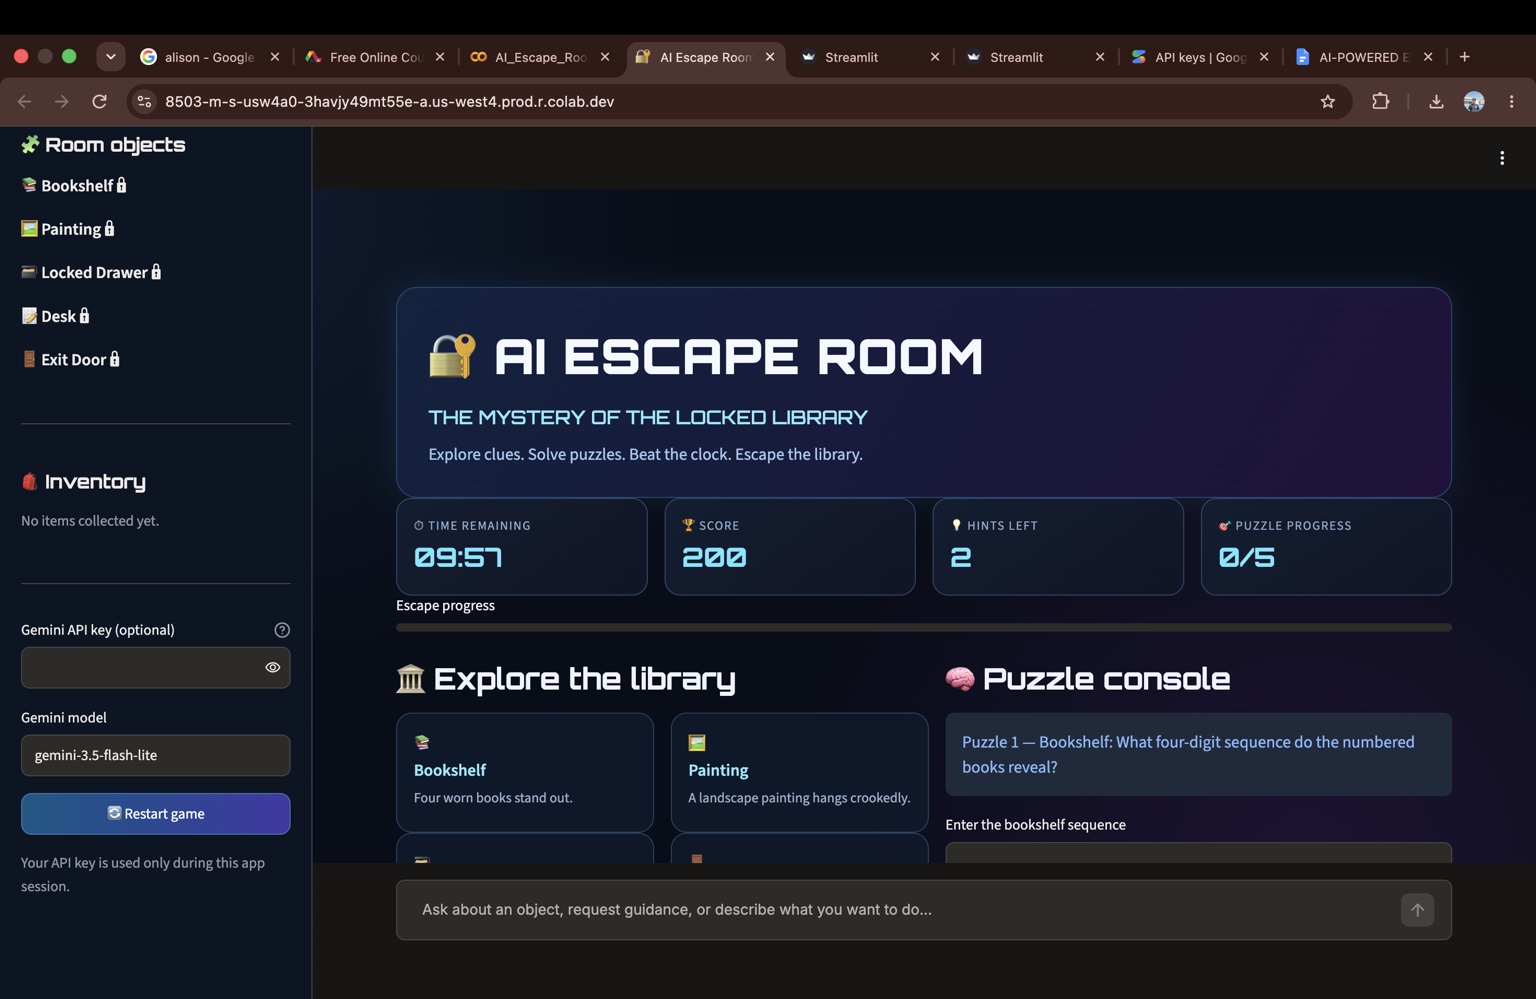 alison - Google
Free Online Cou
AI_Escape_Roo
AI Escape Room
Streamlit
Streamlit
API keys | Goog
AI-POWERED E
8503-m-s-usw4a0-3havjy49mt55e-a.us-west4.prod.r.colab.dev
Room objects
Bookshelf
Painting
Locked Drawer
Desk
Exit Door
Inventory
No items collected yet.
Gemini API key (optional)
Gemini model
gemini-3.5-flash-lite
Restart game
Your API key is used only during this app
session.
AI ESCAPE ROOM
THE MYSTERY OF THE LOCKED LIBRARY
Explore clues. Solve puzzles. Beat the clock. Escape the library.
TIME REMAINING
09:57
SCORE
200
HINTS LEFT
2
PUZZLE PROGRESS
0/5
Escape progress
Explore the library
Bookshelf
Four worn books stand out.
Painting
A landscape painting hangs crookedly.
Puzzle console
Puzzle 1 — Bookshelf: What four-digit sequence do the numbered
books reveal?
Enter the bookshelf sequence
Ask about an object, request guidance, or describe what you want to do...